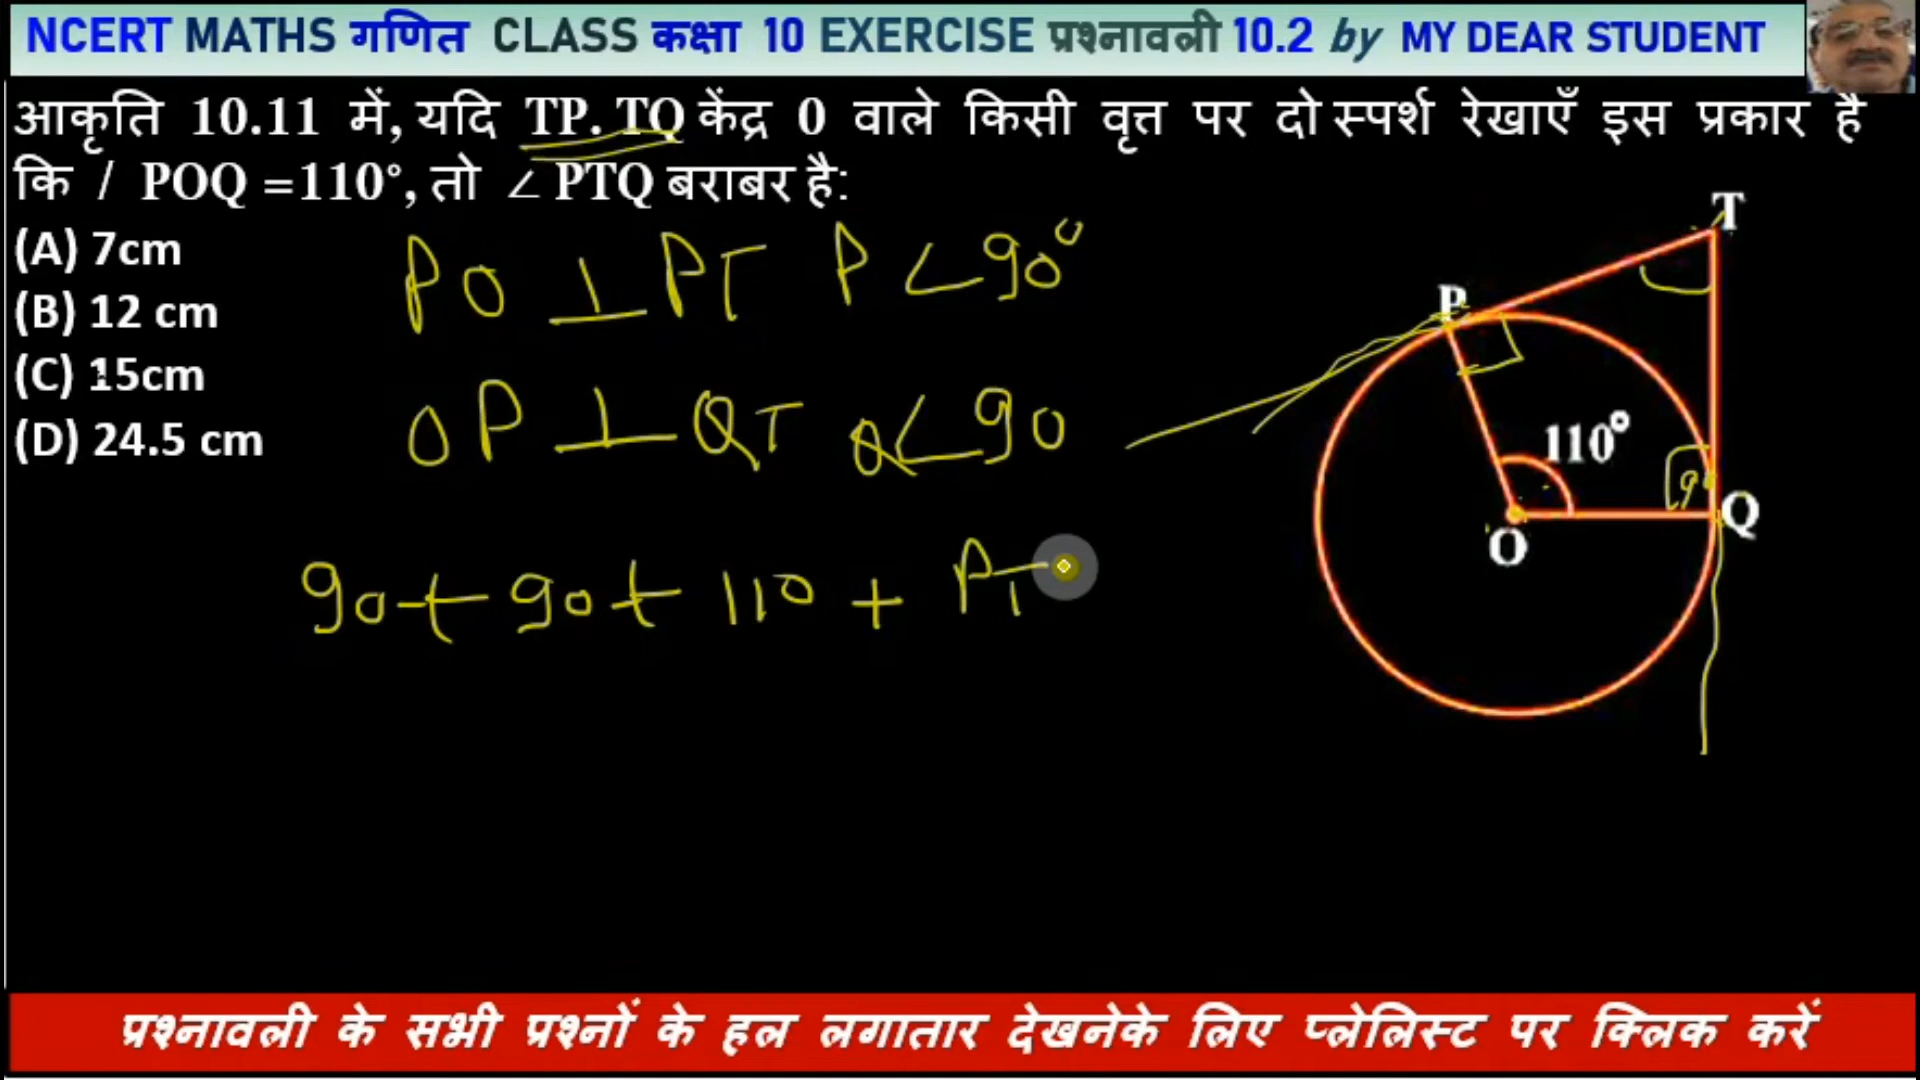 NCERT MATHS गणित CLASS कक्षा 10 EXERCISE प्रश्नावली 10.2 by MY DEAR STUDENT
आकृति 10.11 में, यदि TP. TQ केंद्र 0 वाले किसी वृत्त पर दो स्पर्श रेखाएँ इस प्रकार है
कि / POQ =110°, तो ∠ PTQ बराबर है:
(A) 7cm
(B) 12 cm
(C) 15cm
(D) 24.5 cm
PO ⊥ PT P ∠90°
OP ⊥ QT Q∠90
90+90+110+PT
T
P
110°
90
Q
O
प्रश्नावली के सभी प्रश्नों के हल लगातार देखनेके लिए प्लेलिस्ट पर क्लिक करें